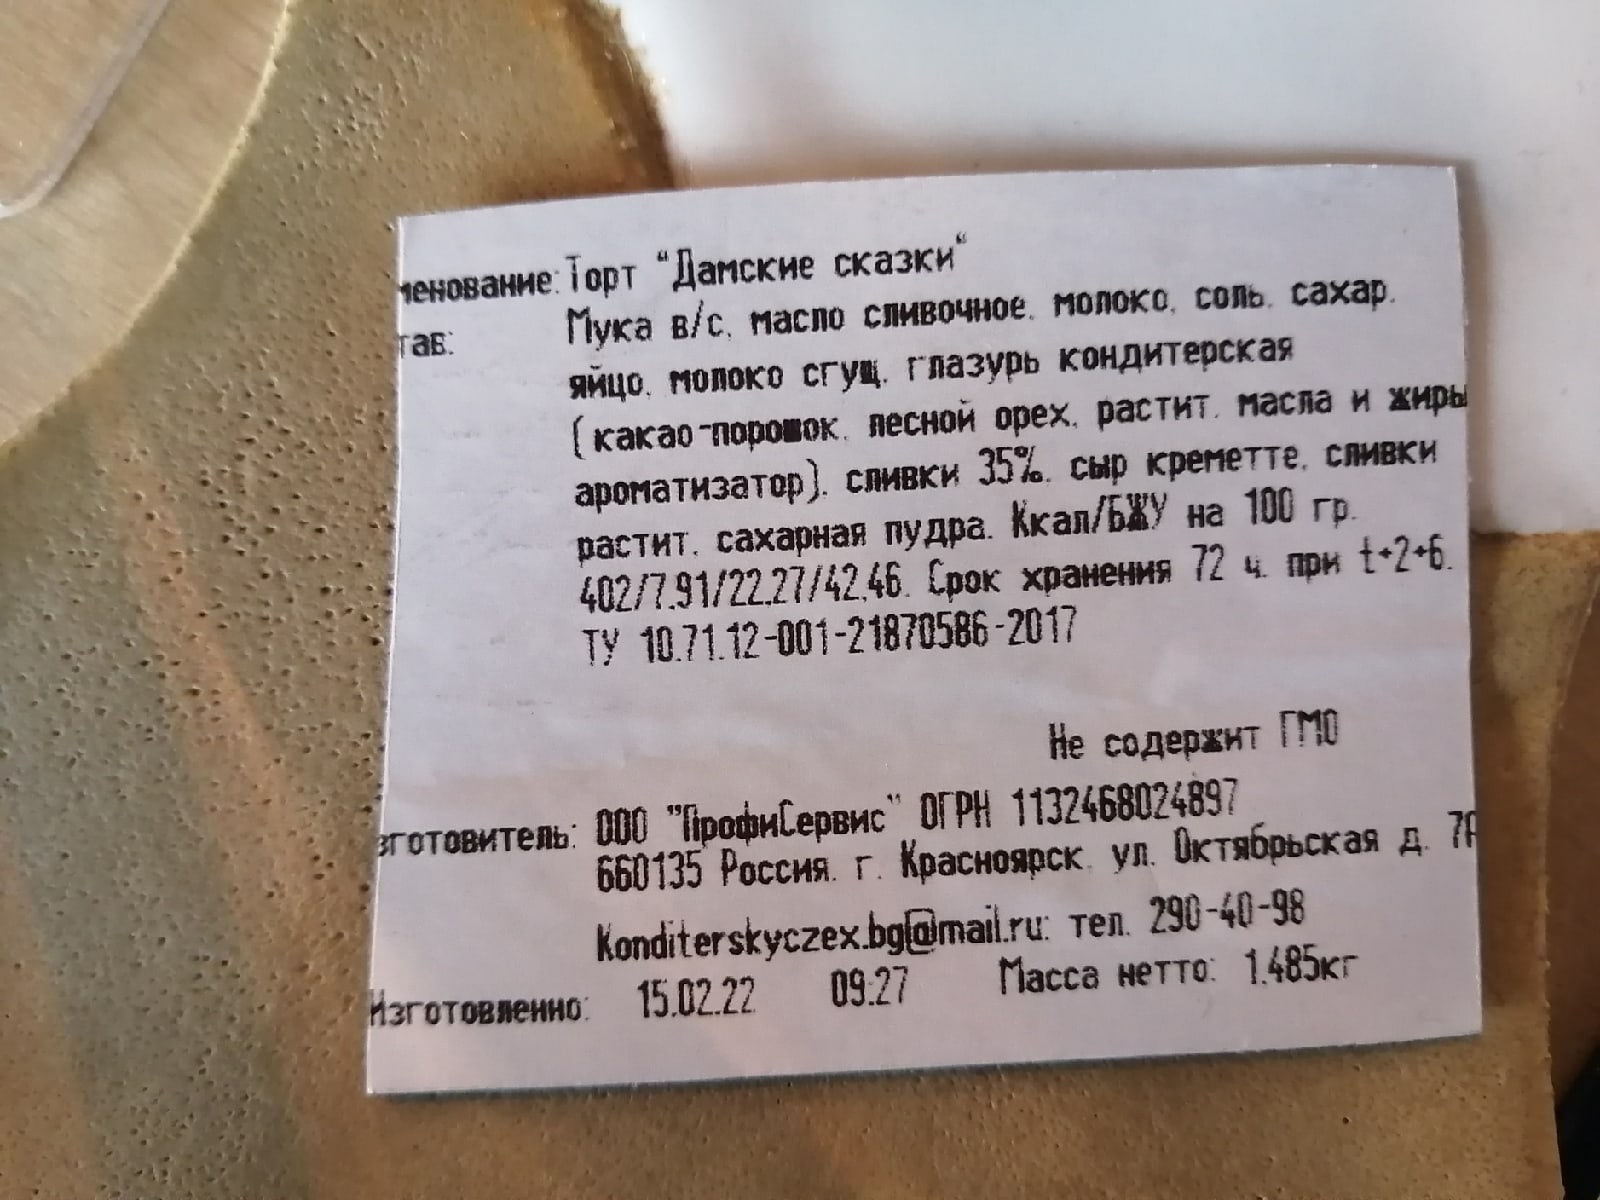 менование: Торт "Дамские сказки"
тав: Мука в/с, масло сливочное, молоко, соль, сахар,
яйцо, молоко сгущ, глазурь кондитерская
(какао-порошок, лесной орех, растит. масла и жиры
ароматизатор), сливки 35%, сыр креметте, сливки
растит, сахарная пудра. Ккал/БЖУ на 100 гр.
402/7,91/22,27/42,46. Срок хранения 72 ч. при t+2+6.
ТУ 10.71.12-001-21870586-2017
Не содержит ГМО
зготовитель: ООО "ПрофиСервис" ОГРН 1132468024897
660135 Россия, г. Красноярск, ул. Октябрьская д.
Konditerskyczex.bg@mail.ru; тел. 290-40-98
Изготовленно: 15.02.22 09:27 Масса нетто: 1.485кг